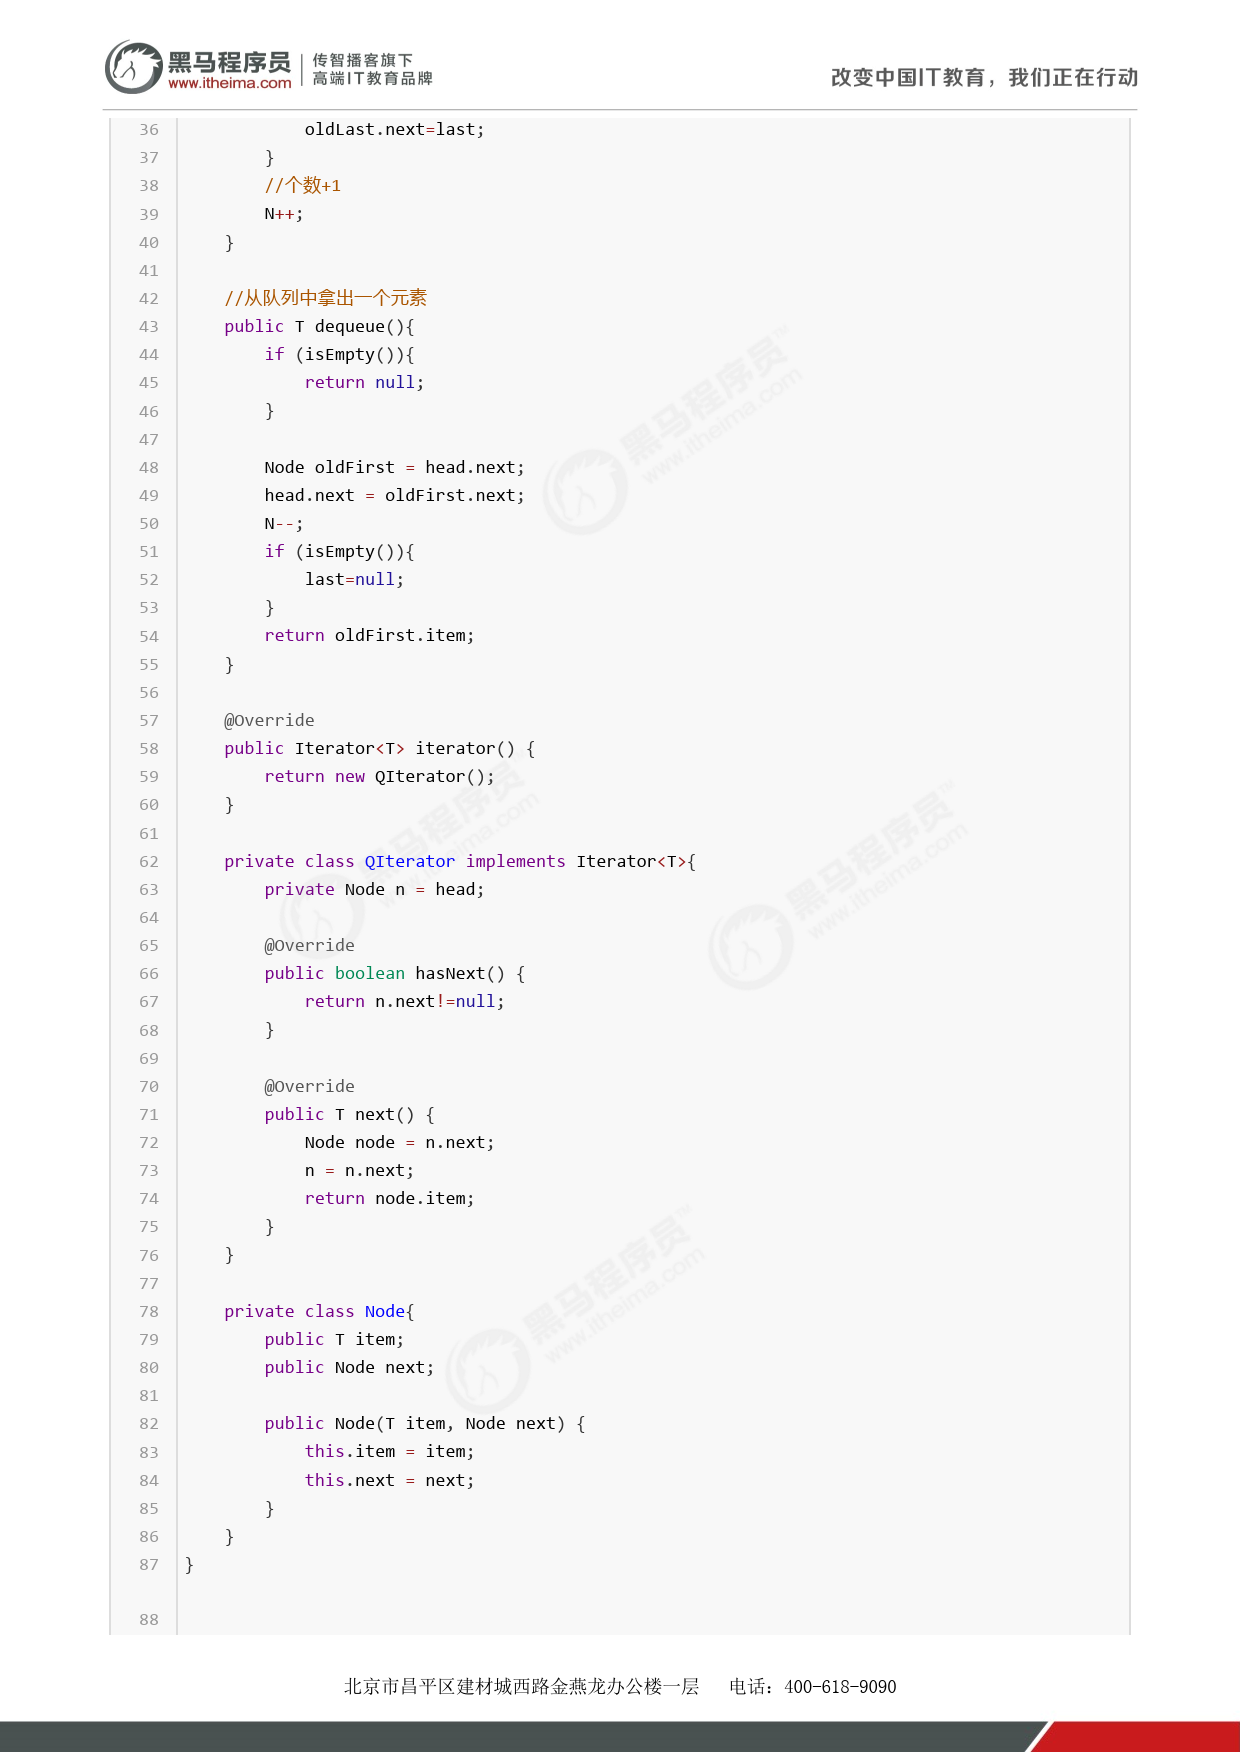 黑马程序员 传智播客旗下
www.itheima.com 高端IT教育品牌
改变中国IT教育，我们正在行动
36 oldLast.next=last;
37 }
38 //个数+1
39 N++;
40 }
41
42 //从队列中拿出一个元素
43 public T dequeue(){
44 if (isEmpty()){
45 return null;
46 }
47
48 Node oldFirst = head.next;
49 head.next = oldFirst.next;
50 N--;
51 if (isEmpty()){
52 last=null;
53 }
54 return oldFirst.item;
55 }
56
57 @Override
58 public Iterator<T> iterator() {
59 return new QIterator();
60 }
61
62 private class QIterator implements Iterator<T>{
63 private Node n = head;
64
65 @Override
66 public boolean hasNext() {
67 return n.next!=null;
68 }
69
70 @Override
71 public T next() {
72 Node node = n.next;
73 n = n.next;
74 return node.item;
75 }
76 }
77
78 private class Node{
79 public T item;
80 public Node next;
81
82 public Node(T item, Node next) {
83 this.item = item;
84 this.next = next;
85 }
86 }
87 }
88
北京市昌平区建材城西路金燕龙办公楼一层 电话：400-618-9090